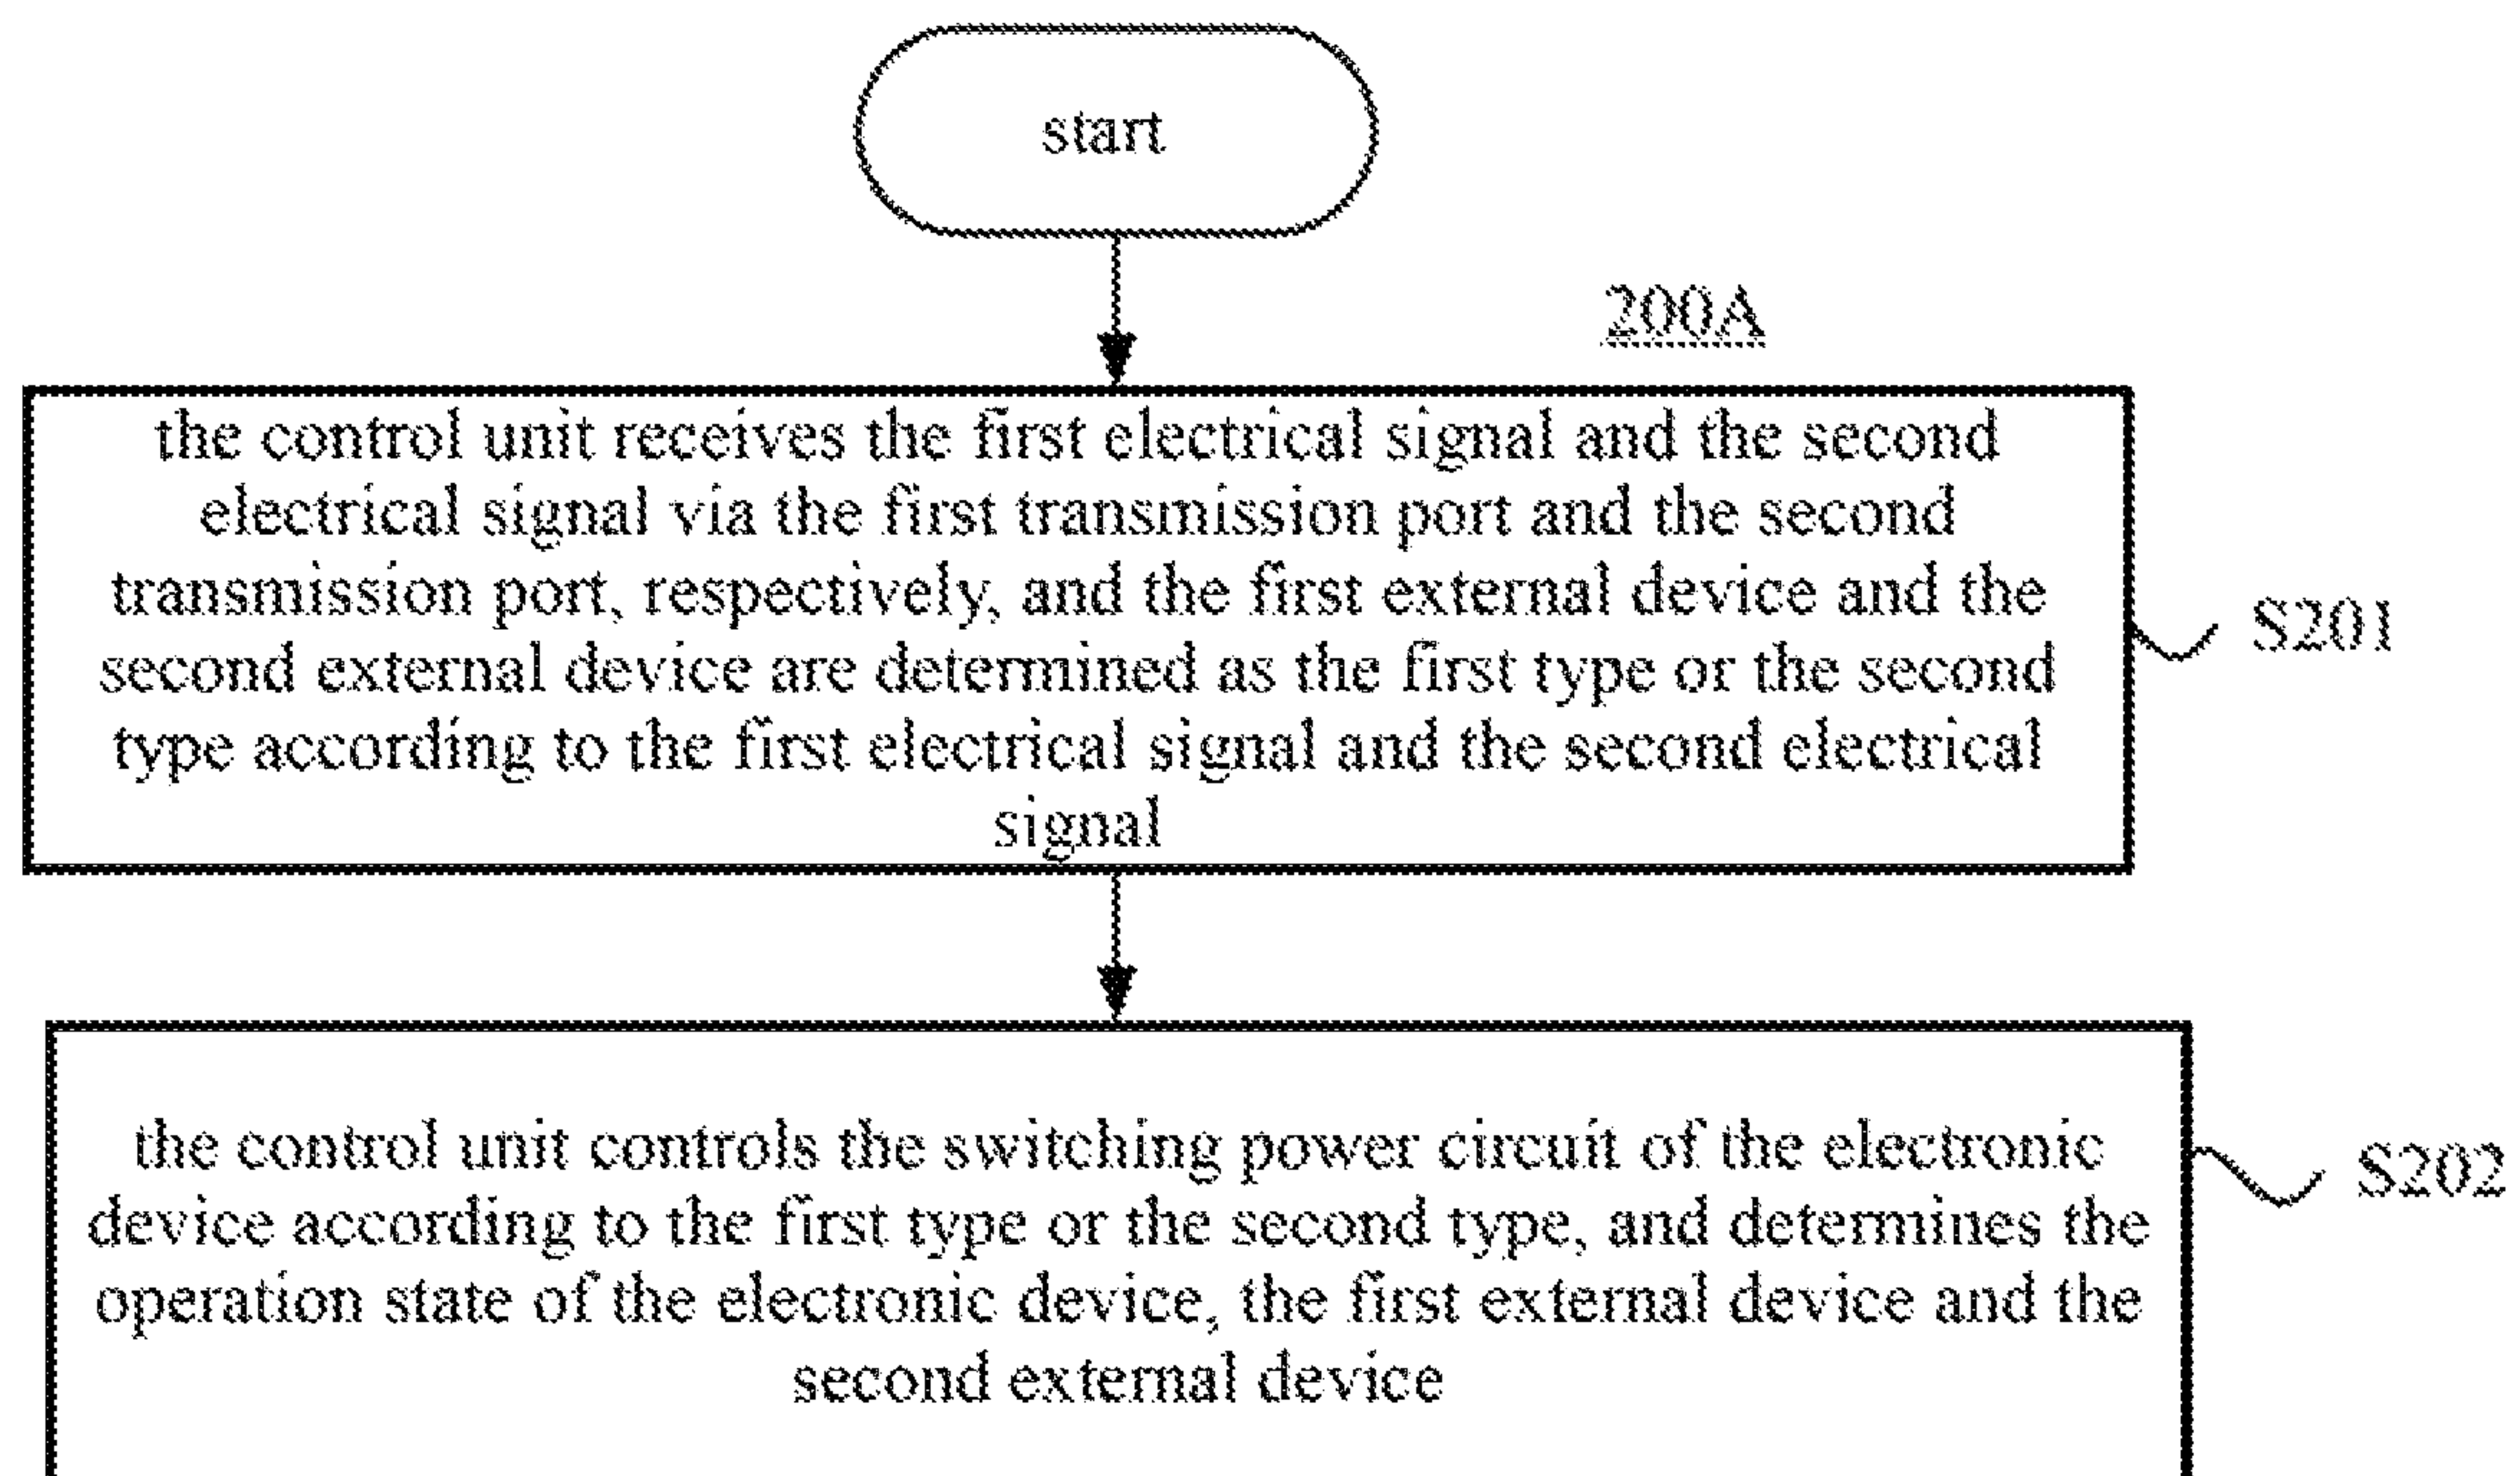 start
200A
the control unit receives the first electrical signal and the second
electrical signal via the first transmission port and the second
transmission port, respectively, and the first external device and the
second external device are determined as the first type or the second
type according to the first electrical signal and the second electrical
signal
S201
the control unit controls the switching power circuit of the electronic
device according to the first type or the second type, and determines the
operation state of the electronic device, the first external device and the
second external device
S202